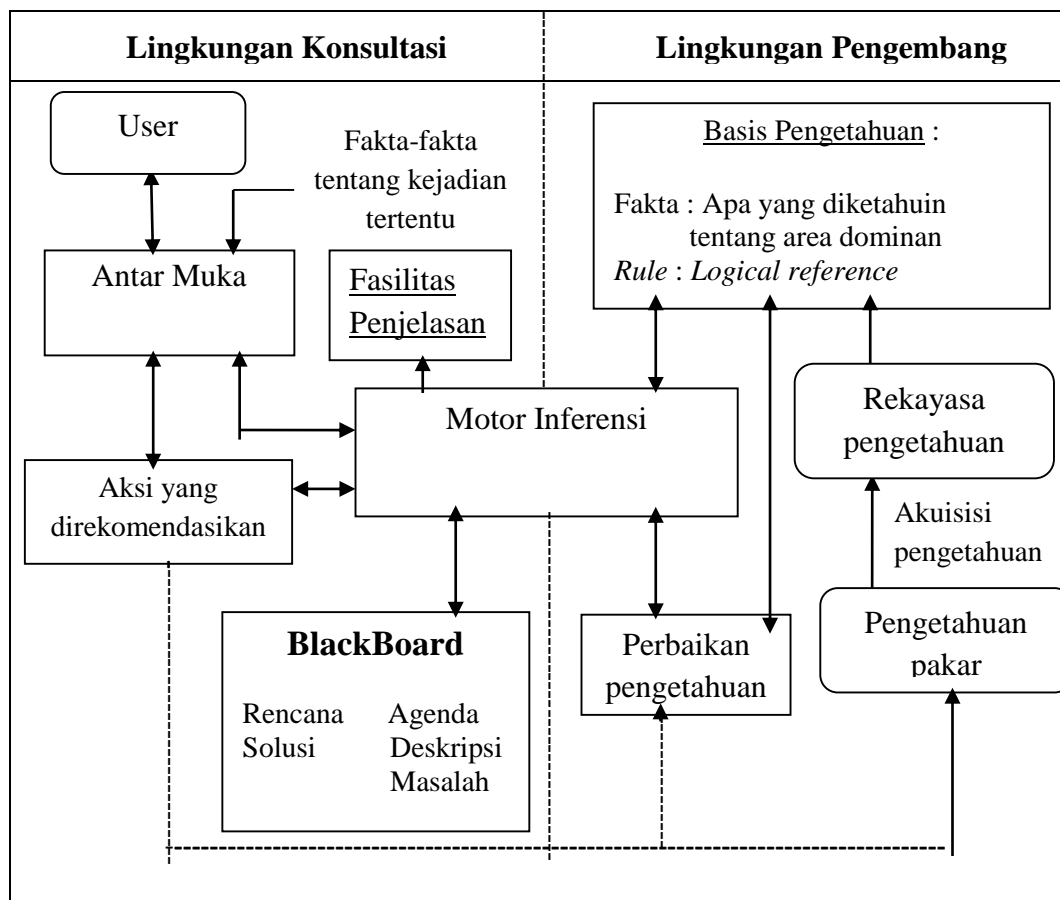 Lingkungan Konsultasi
Lingkungan Pengembang
User
Fakta-fakta
tentang kejadian
tertentu
Basis Pengetahuan :
Fakta : Apa yang diketahuin
tentang area dominan
Rule : Logical reference
Antar Muka
Fasilitas
Penjelasan
Motor Inferensi
Rekayasa
pengetahuan
Aksi yang
direkomendasikan
Akuisisi
pengetahuan
BlackBoard
Rencana Agenda
Solusi Deskripsi
Masalah
Perbaikan
pengetahuan
Pengetahuan
pakar